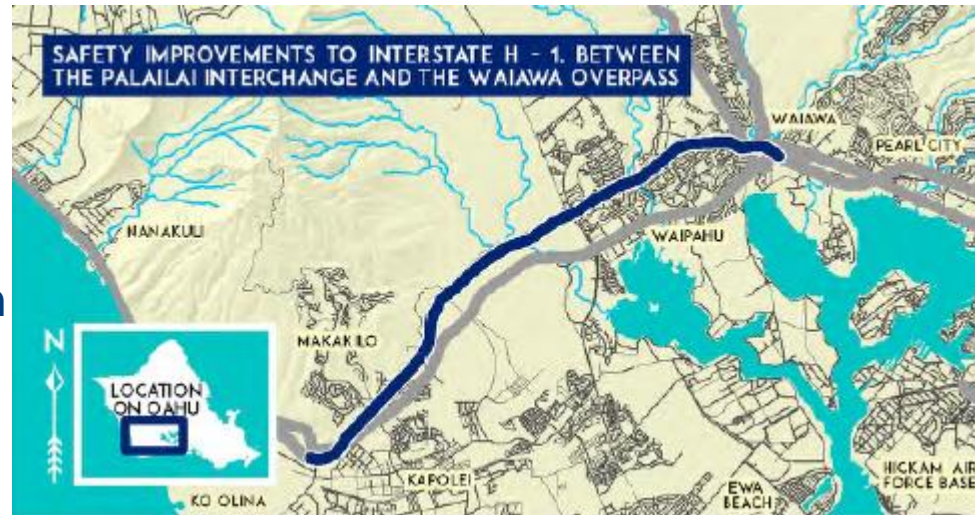 SAFETY IMPROVEMENTS TO INTERSTATE H - 1. BETWEEN
THE PALAILAI INTERCHANGE AND THE WAIAWA OVERPASS
WAIAWA
PEARL CITY
NANAKULI
WAIPAHU
MAKAKILO
N
LOCATION
ON OAHU
KAPOLEI
KO OLINA
EWA
BEACH
HICKAM AIR
FORCE BASE